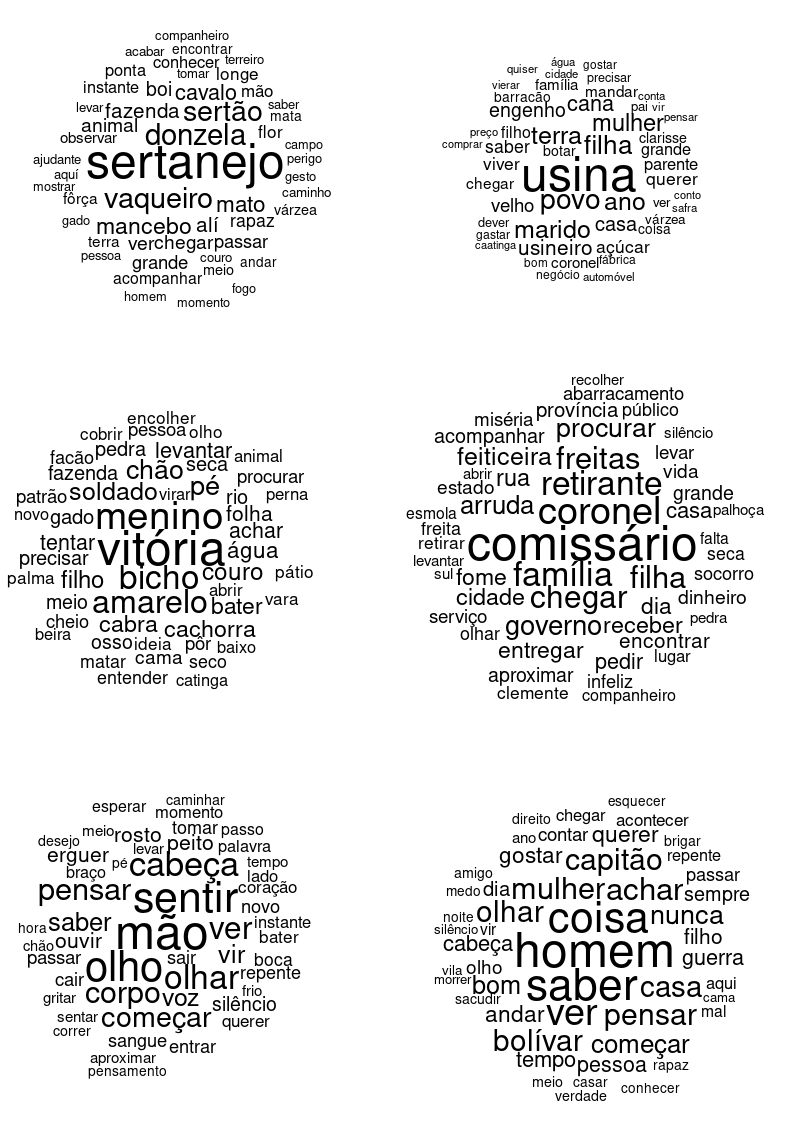 companheiro
acabar encontrar
conhecer terreiro
ponta tomar longe
instante boi cavalo mão
levar fazenda sertão saber
mata
animal donzela flor
observar campo
ajudante sertanejo perigo
aquí gesto
mostrar caminho
fôrça vaqueiro mato várzea
gado mancebo alí rapaz
terra ver chegar passar
pessoa grande couro andar
meio
acompanhar
homem fogo
momento
água gostar
quiser cidade precisar
vierar família mandar conta
barracão cana pai vir
engenho mulher pensar
preço filho terra filha clarisse
comprar saber botar grande
viver usina parente
chegar querer
velho povo ano ver conto
safra
dever marido casa várzea
gastar coisa
caatinga usineiro açúcar
bom coronel fábrica
negócio automóvel
encolher
cobrir pessoa olho
facão pedra levantar animal
fazenda chão seca procurar
patrão soldado virar pé rio perna
novo gado menino folha
tentar achar
precisar vitória água
palma filho bicho couro pátio
meio amarelo abrir vara
cheio bater
beira cabra cachorra
osso ideia pôr baixo
matar cama seco
entender catinga
recolher
abarracamento
província público
miséria procurar silêncio
acompanhar
feiticeira freitas levar
abrir rua retirante vida
estado grande
esmola arruda coronel casa palhoça
freita falta
retirar comissário seca
levantar
sul fome família filha socorro
cidade chegar dia dinheiro
serviço governo receber pedra
olhar encontrar
entregar pedir lugar
aproximar infeliz
clemente companheiro
caminhar
esperar momento
meio rosto tomar passo
desejo levar peito palavra
erguer pé cabeça tempo
braço lado
pensar sentir coração
saber novo
hora mão ver instante
chão ouvir bater
passar olho sair vir boca
cair olhar repente
gritar corpo voz frio
silêncio
sentar começar querer
correr
sangue entrar
aproximar
pensamento
esquecer
direito chegar acontecer
ano contar querer brigar
gostar capitão repente
amigo passar
medo dia mulher achar sempre
noite olhar coisa nunca
silêncio vir filho
cabeça homem guerra
vila olho
morrer bom saber casa aqui
sacudir cama
andar ver pensar mal
bolívar começar
tempo pessoa rapaz
meio casar conhecer
verdade